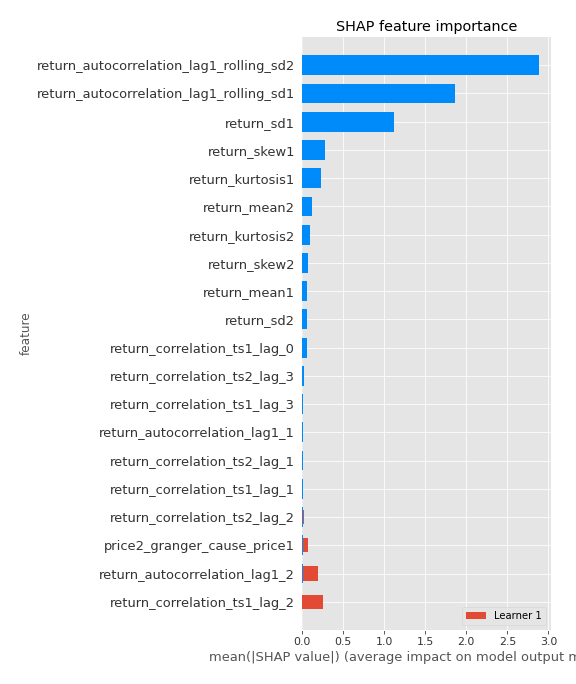 SHAP feature importance
return_autocorrelation_lag1_rolling_sd2
return_autocorrelation_lag1_rolling_sd1
return_sd1
return_skew1
return_kurtosis1
return_mean2
return_kurtosis2
return_skew2
return_mean1
return_sd2
return_correlation_ts1_lag_0
return_correlation_ts2_lag_3
return_correlation_ts1_lag_3
return_autocorrelation_lag1_1
return_correlation_ts2_lag_1
return_correlation_ts1_lag_1
return_correlation_ts2_lag_2
price2_granger_cause_price1
return_autocorrelation_lag1_2
return_correlation_ts1_lag_2
feature
Learner 1
0.0 0.5 1.0 1.5 2.0 2.5 3.0
mean(|SHAP value|) (average impact on model output m